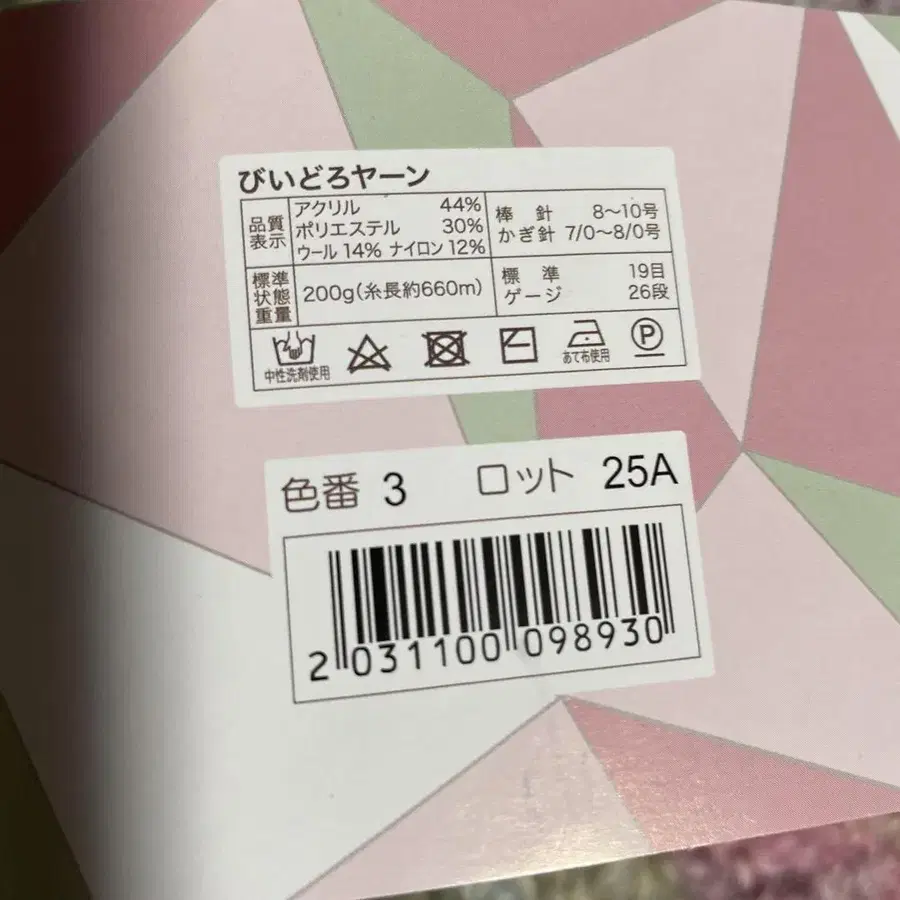 びいどろヤーン
品質表示
アクリル 44%
ポリエステル 30%
ウール 14% ナイロン 12%
棒針 8～10号
かぎ針 7/0～8/0号
標準状態重量
200g(糸長約660m)
標準ゲージ
19目
26段
中性洗剤使用
あて布使用
P
色番 3 ロット 25A
2 031100 098930